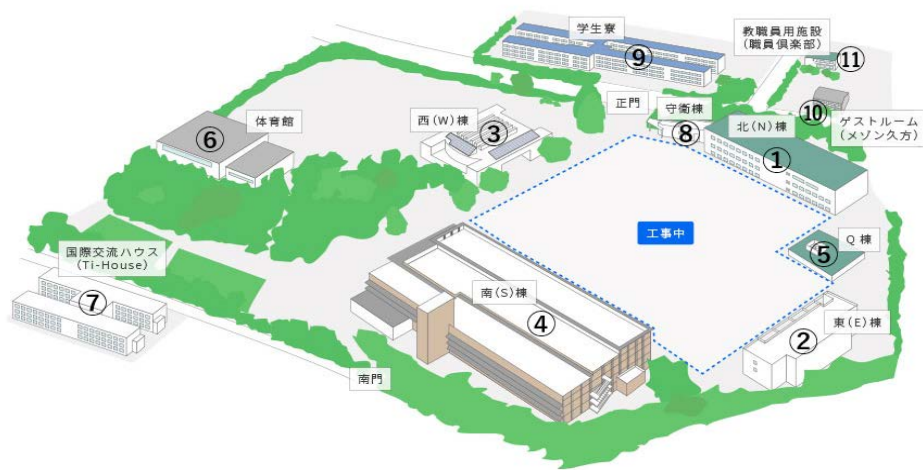 学生寮
⑨
教職員用施設
(職員倶楽部)
⑪
正門
守衛棟
⑧
⑩
ゲストルーム
(メゾン久方)
体育館
⑥
西(W)棟
③
北(N)棟
①
工事中
Q棟
⑤
国際交流ハウス
(Ti-House)
⑦
南(S)棟
④
東(E)棟
②
南門